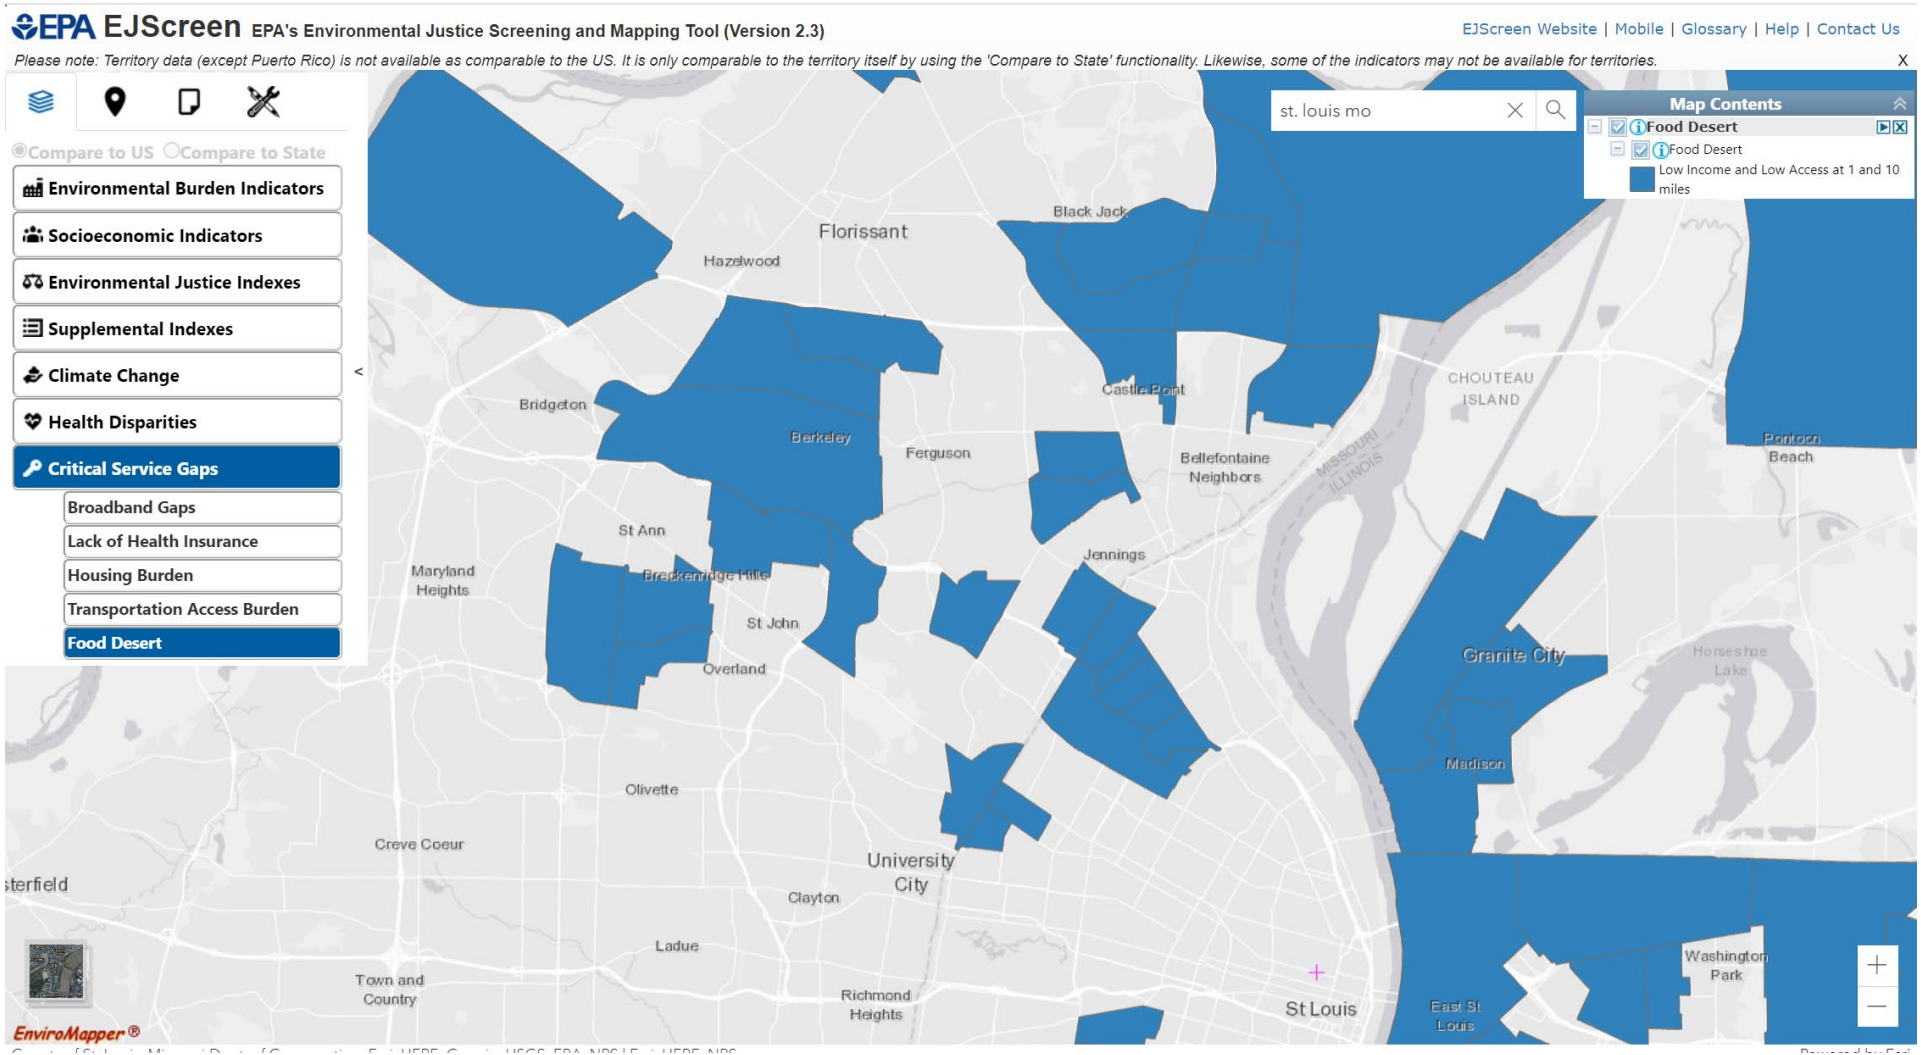 EPA EJScreen EPA's Environmental Justice Screening and Mapping Tool (Version 2.3)
EJScreen Website | Mobile | Glossary | Help | Contact Us
Please note: Territory data (except Puerto Rico) is not available as comparable to the US. It is only comparable to the territory itself by using the 'Compare to State' functionality. Likewise, some of the indicators may not be available for territories.
X
Compare to US Compare to State
Environmental Burden Indicators
Socioeconomic Indicators
Environmental Justice Indexes
Supplemental Indexes
Climate Change
Health Disparities
Critical Service Gaps
Broadband Gaps
Lack of Health Insurance
Housing Burden
Transportation Access Burden
Food Desert
<
st. louis mo
Map Contents
Food Desert
Food Desert
Low Income and Low Access at 1 and 10
miles
Black Jack
Florissant
Hazelwood
CHOUTEAU
ISLAND
Castle Point
Bridgeton
Berkeley
Ferguson
Bellefontaine
Neighbors
MISSOURI
ILLINOIS
Pontoon
Beach
St Ann
Jennings
Maryland
Heights
Breckenridge Hills
St John
Overland
Granite City
Horseshoe
Lake
Madison
Olivette
Creve Coeur
University
City
sterfield
Clayton
Ladue
Town and
Country
Richmond
Heights
St Louis
East St
Louis
Washington
Park
+
−
EnviroMapper ®